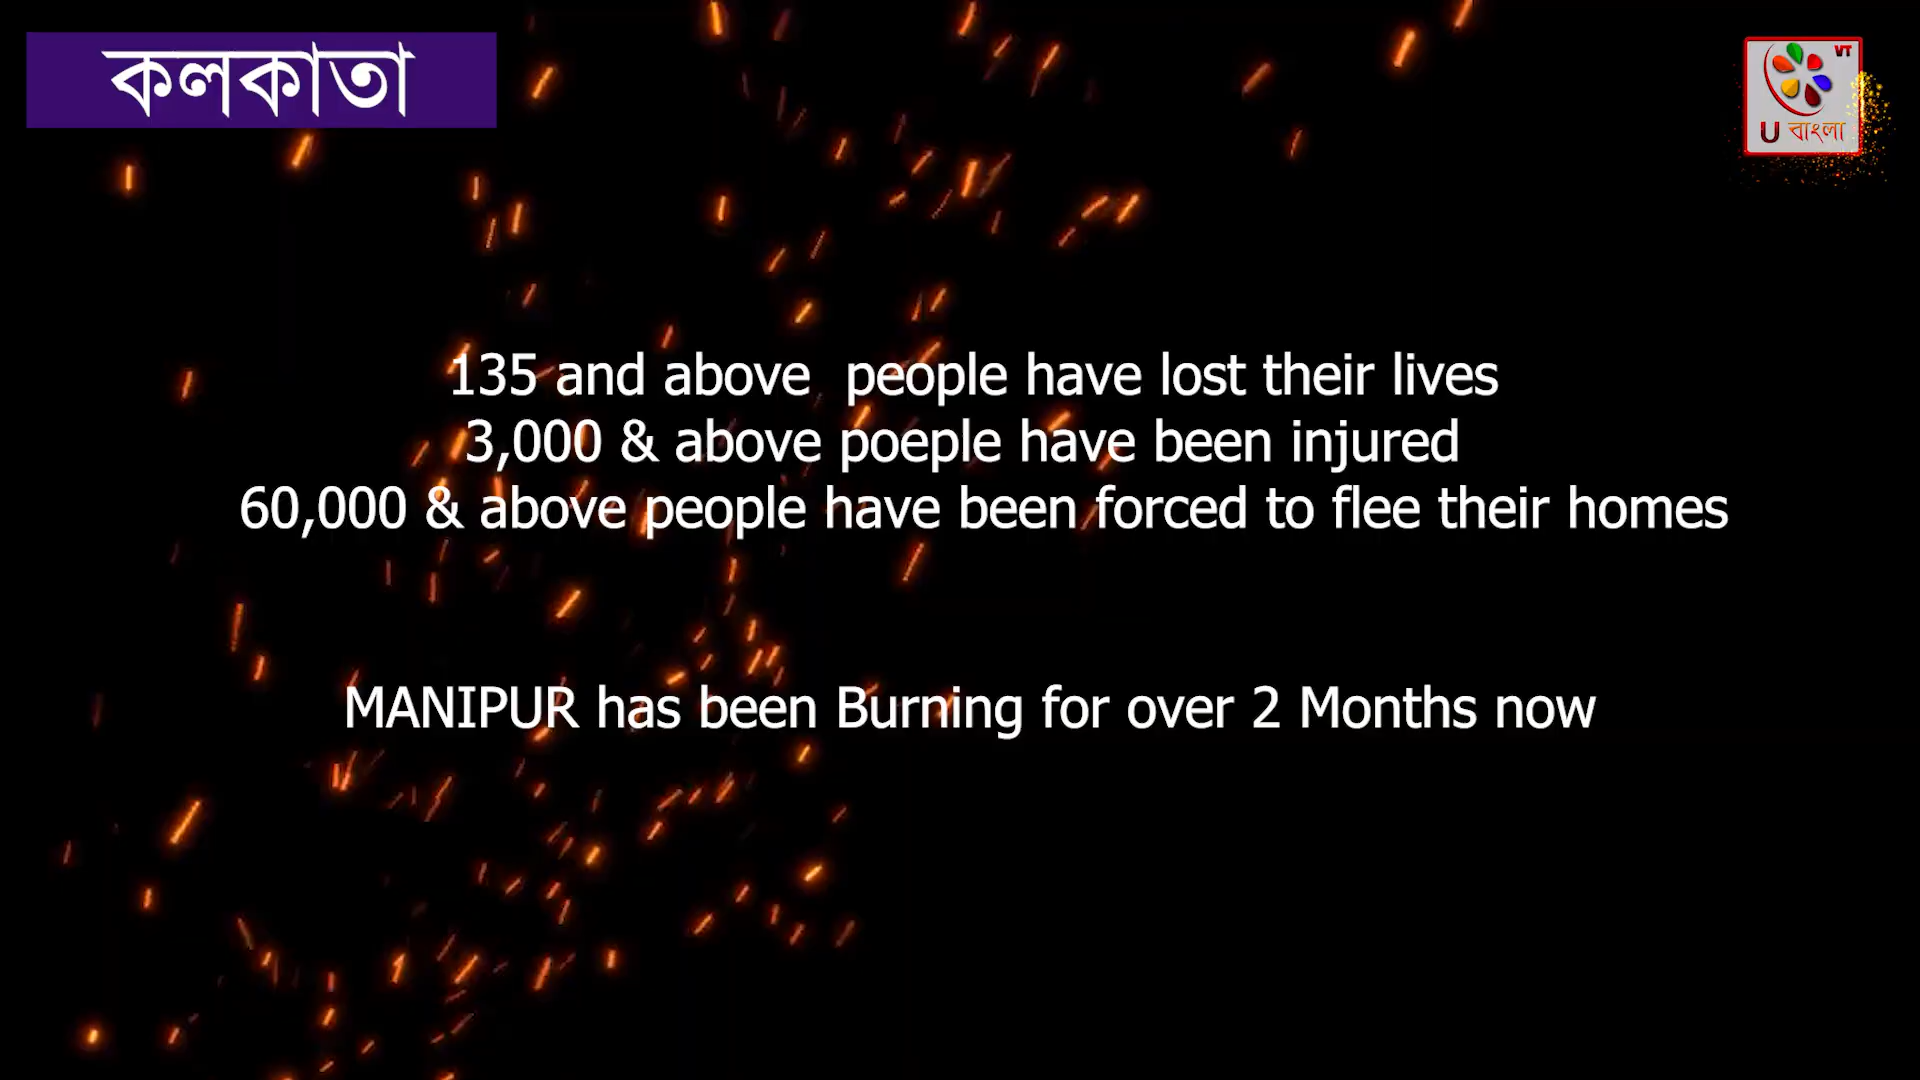 কলকাতা
VT
U বাংলা
135 and above  people have lost their lives
3,000 & above poeple have been injured
60,000 & above people have been forced to flee their homes
MANIPUR has been Burning for over 2 Months now